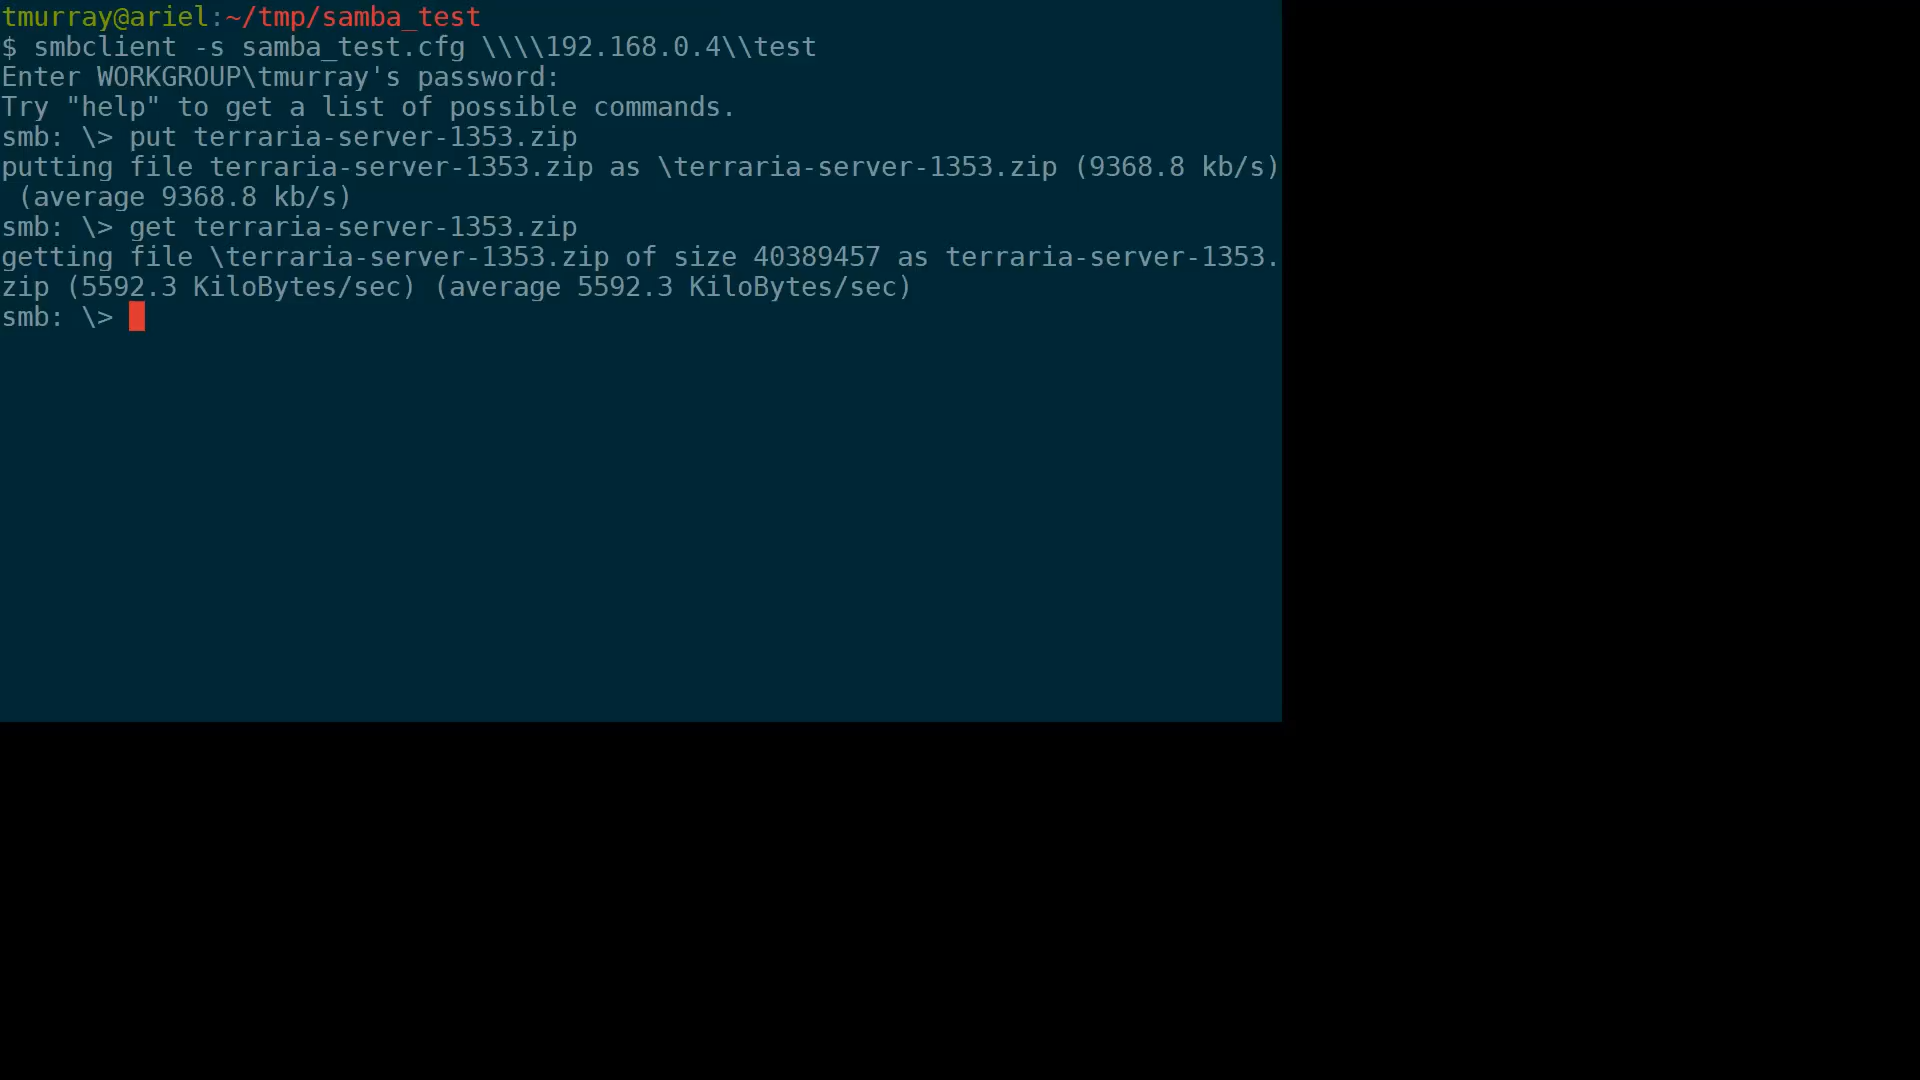 tmurray@ariel:~/tmp/samba_test
$ smbclient -s samba_test.cfg \\\\192.168.0.4\\test
Enter WORKGROUP\tmurray's password:
Try "help" to get a list of possible commands.
smb: \> put terraria-server-1353.zip
putting file terraria-server-1353.zip as \terraria-server-1353.zip (9368.8 kb/s)
 (average 9368.8 kb/s)
smb: \> get terraria-server-1353.zip
getting file \terraria-server-1353.zip of size 40389457 as terraria-server-1353.
zip (5592.3 KiloBytes/sec) (average 5592.3 KiloBytes/sec)
smb: \>